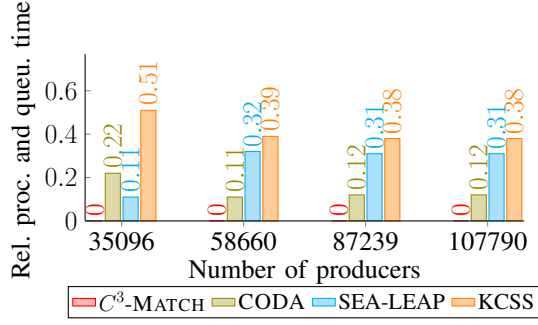 Rel. proc. and queu. time
0.6
0.4
0.2
0
0 0.22 0.11 0.51
0 0.11 0.32 0.39
0 0.12 0.31 0.38
0 0.12 0.31 0.38
35096 58660 87239 107790
Number of producers
C³-MATCH CODA SEA-LEAP KCSS